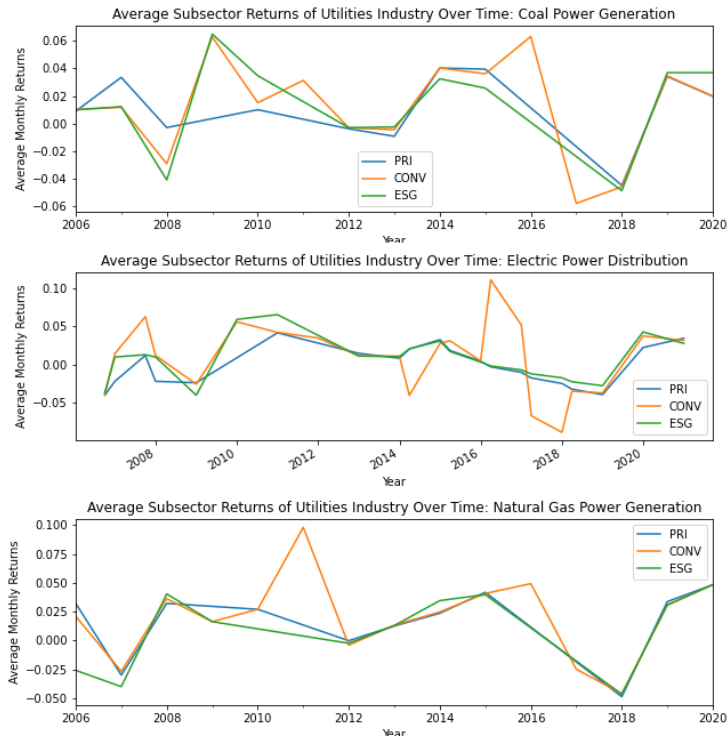 Average Subsector Returns of Utilities Industry Over Time: Coal Power Generation
Average Monthly Returns
0.06
0.04
0.02
0.00
−0.02
−0.04
−0.06
PRI
CONV
ESG
2006 2008 2010 2012 2014 2016 2018 2020
Year
Average Subsector Returns of Utilities Industry Over Time: Electric Power Distribution
Average Monthly Returns
0.10
0.05
0.00
−0.05
PRI
CONV
ESG
2008 2010 2012 2014 2016 2018 2020
Year
Average Subsector Returns of Utilities Industry Over Time: Natural Gas Power Generation
Average Monthly Returns
0.100
0.075
0.050
0.025
0.000
−0.025
−0.050
PRI
CONV
ESG
2006 2008 2010 2012 2014 2016 2018 2020
Year